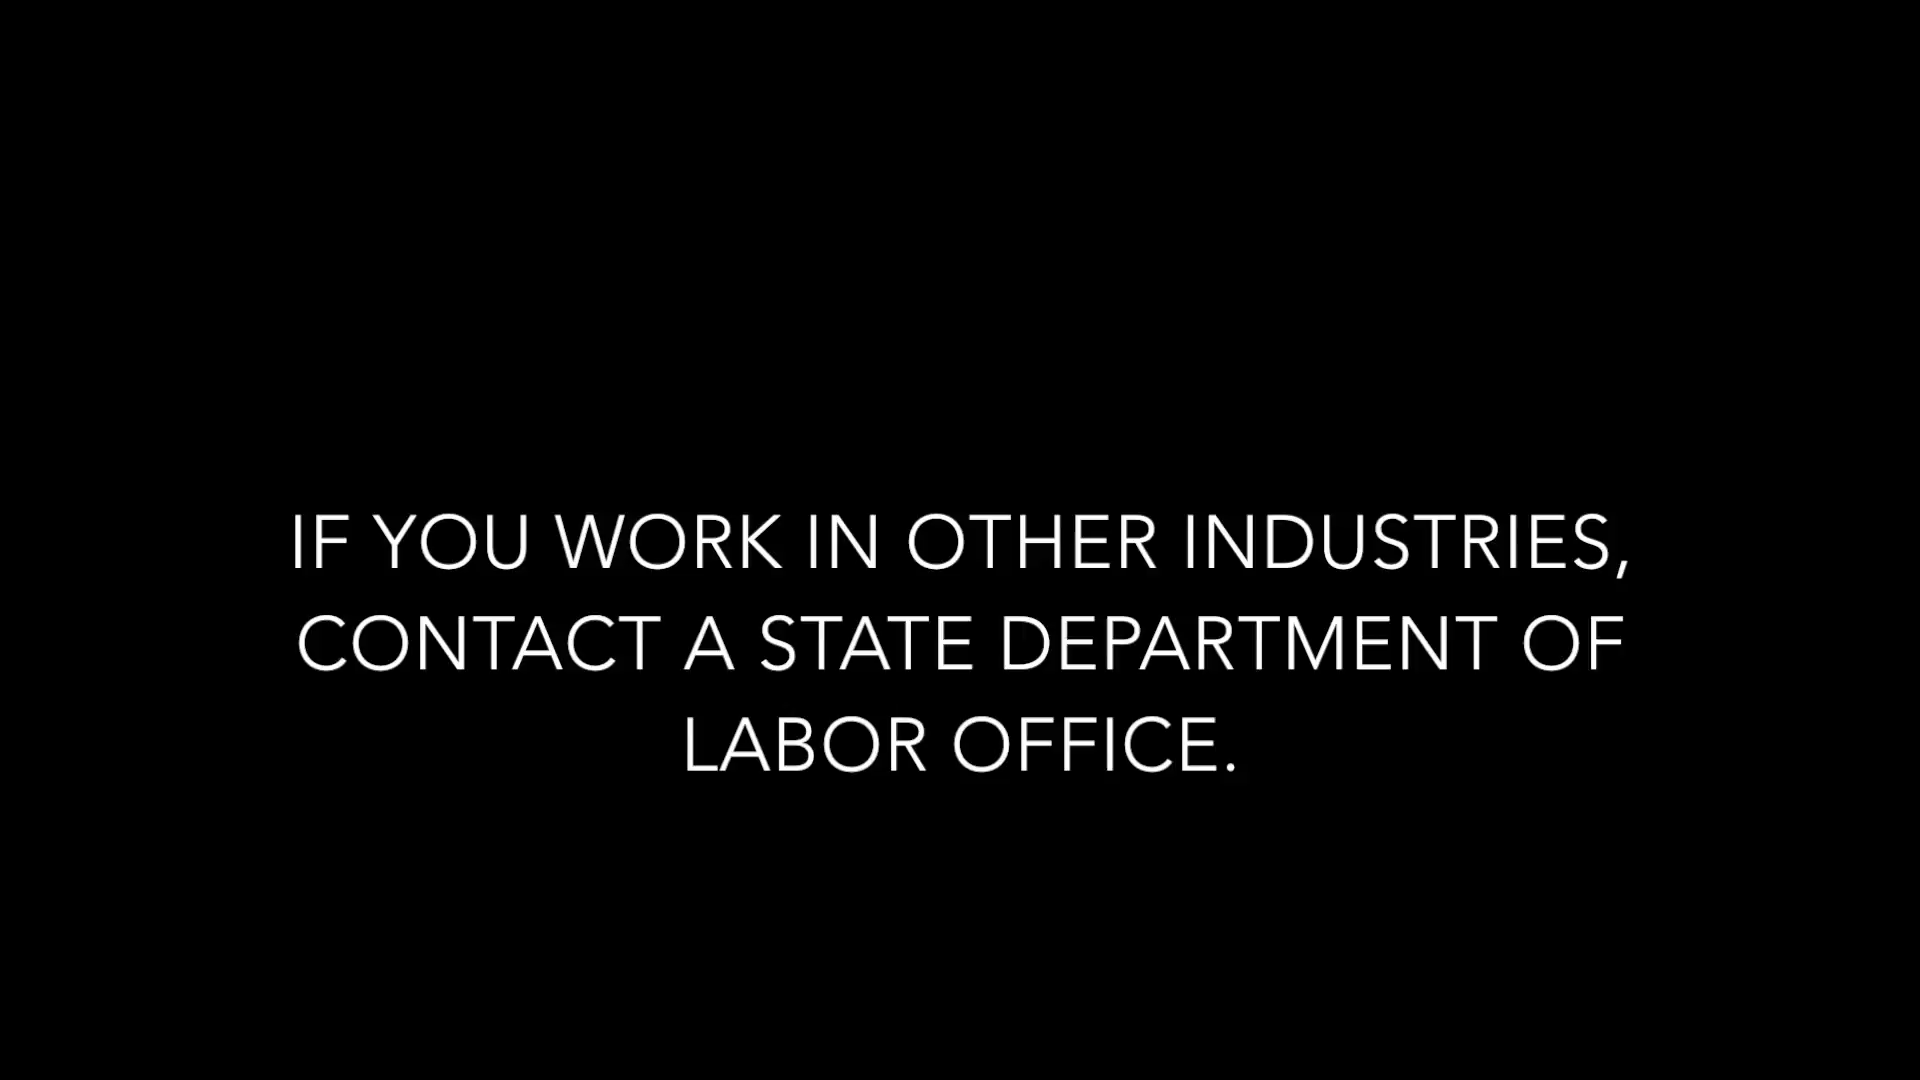 IF YOU WORK IN OTHER INDUSTRIES,
CONTACT A STATE DEPARTMENT OF
LABOR OFFICE.